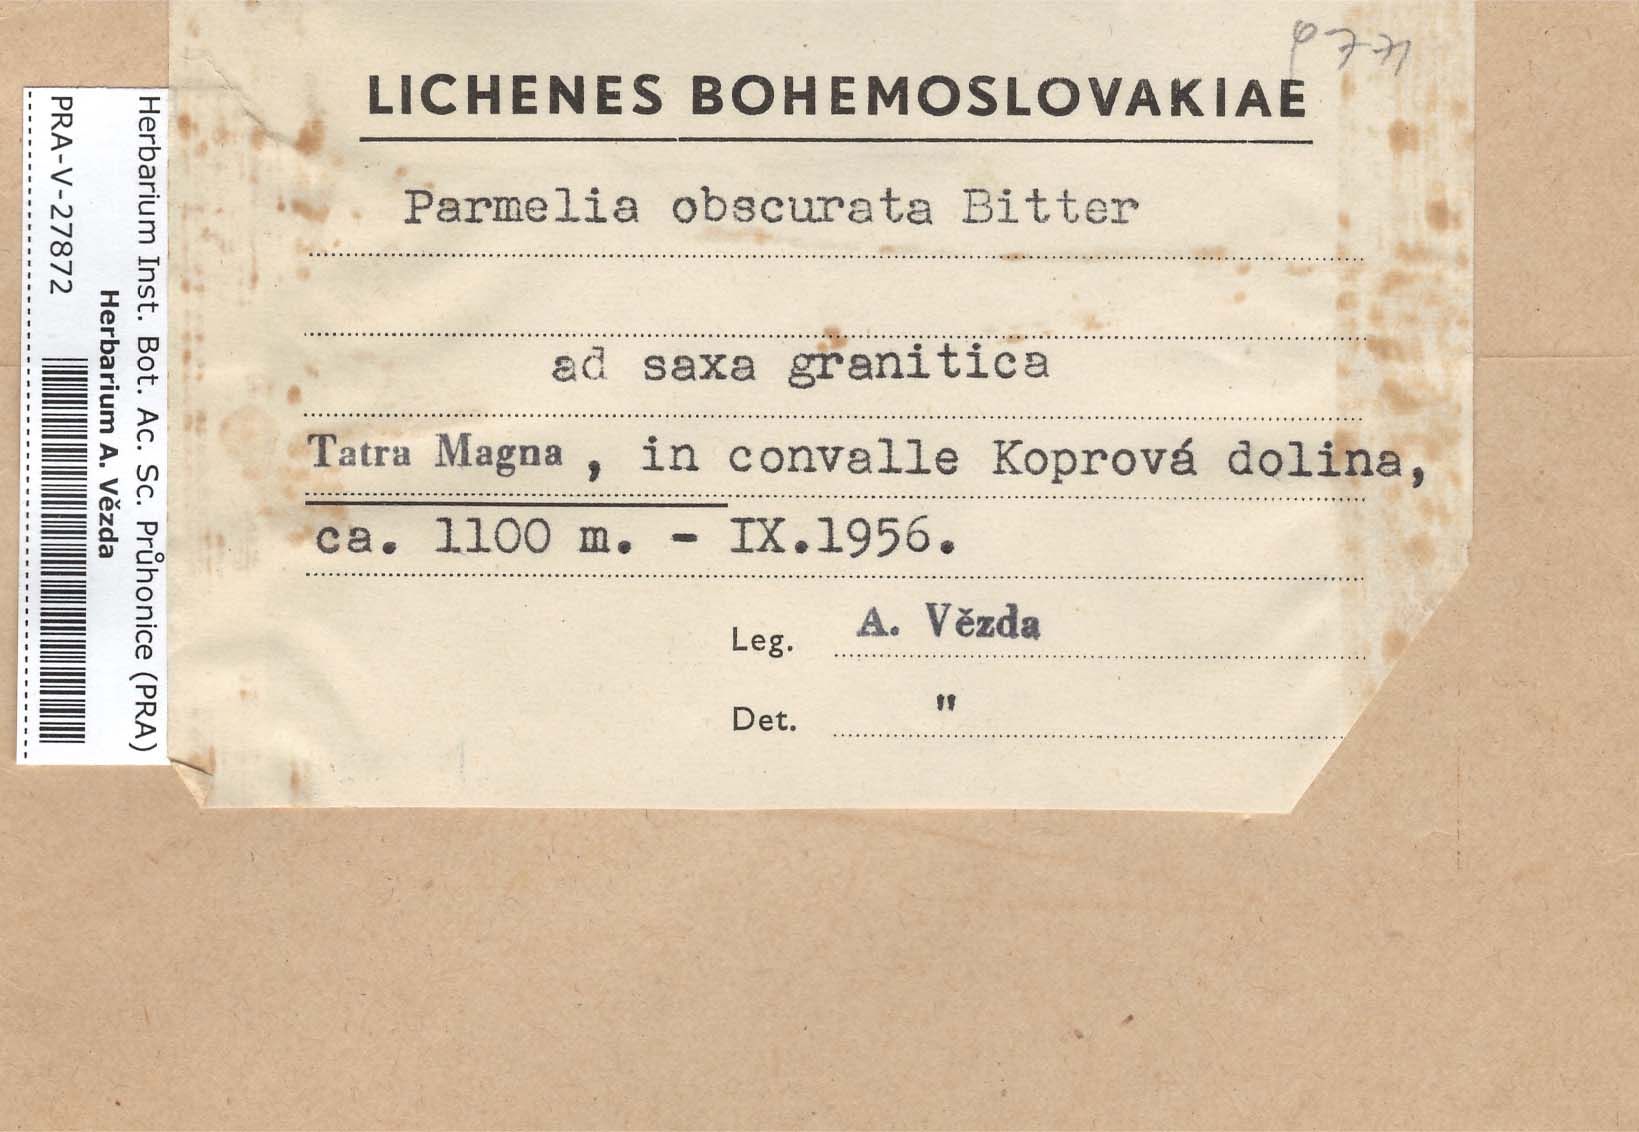 LICHENES BOHEMOSLOVAKIAE
Parmelia obscurata Bitter
ad saxa granitica
Tatra Magna , in convalle Koprová dolina,
ca. 1100 m. - IX.1956.
Leg. A. Vězda
Det. "
Herbarium Inst. Bot. Ac. Sc. Průhonice (PRA)
Herbarium A. Vězda
PRA-V-27872